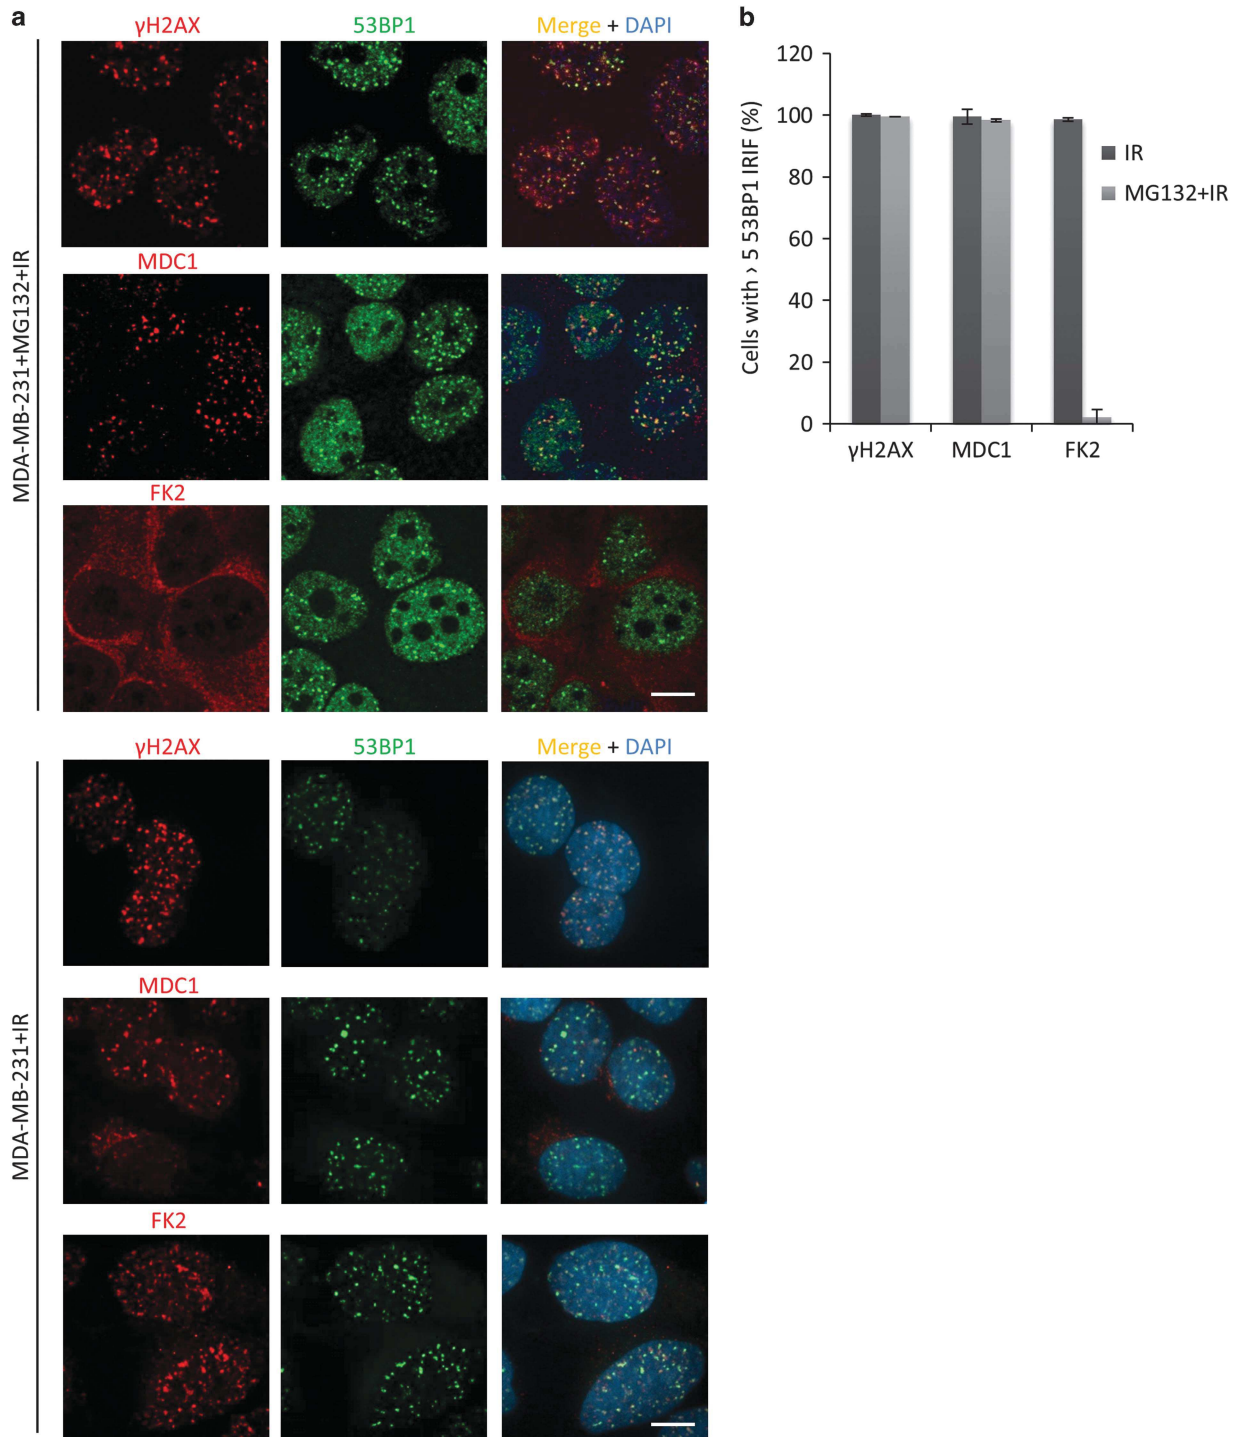 a
γH2AX 53BP1 Merge + DAPI
MDA-MB-231+MG132+IR
MDC1
FK2
γH2AX 53BP1 Merge + DAPI
MDA-MB-231+IR
MDC1
FK2
b
Cells with › 5 53BP1 IRIF (%)
120
100
80
60
40
20
0
γH2AX MDC1 FK2
IR
MG132+IR